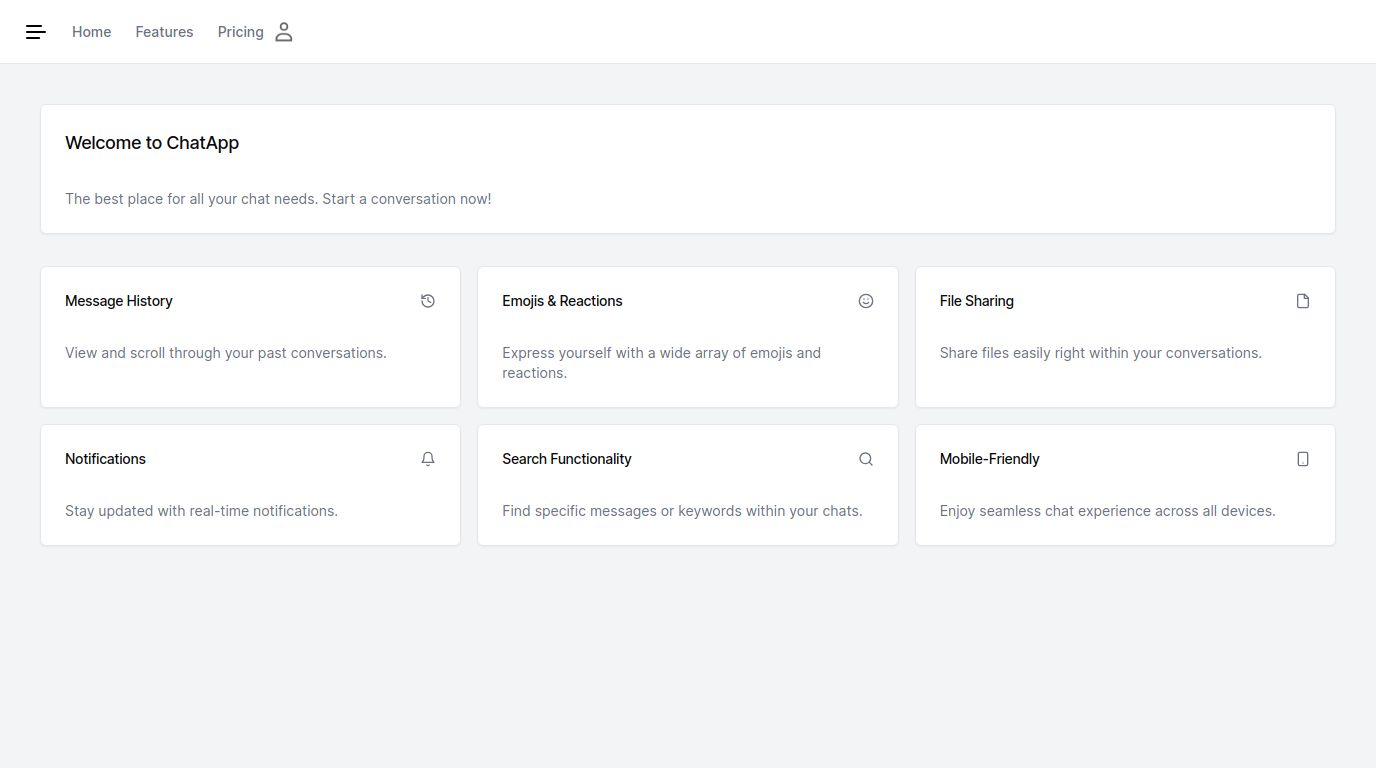 Home Features Pricing
Welcome to ChatApp
The best place for all your chat needs. Start a conversation now!
Message History
View and scroll through your past conversations.
Emojis & Reactions
Express yourself with a wide array of emojis and
reactions.
File Sharing
Share files easily right within your conversations.
Notifications
Stay updated with real-time notifications.
Search Functionality
Find specific messages or keywords within your chats.
Mobile-Friendly
Enjoy seamless chat experience across all devices.